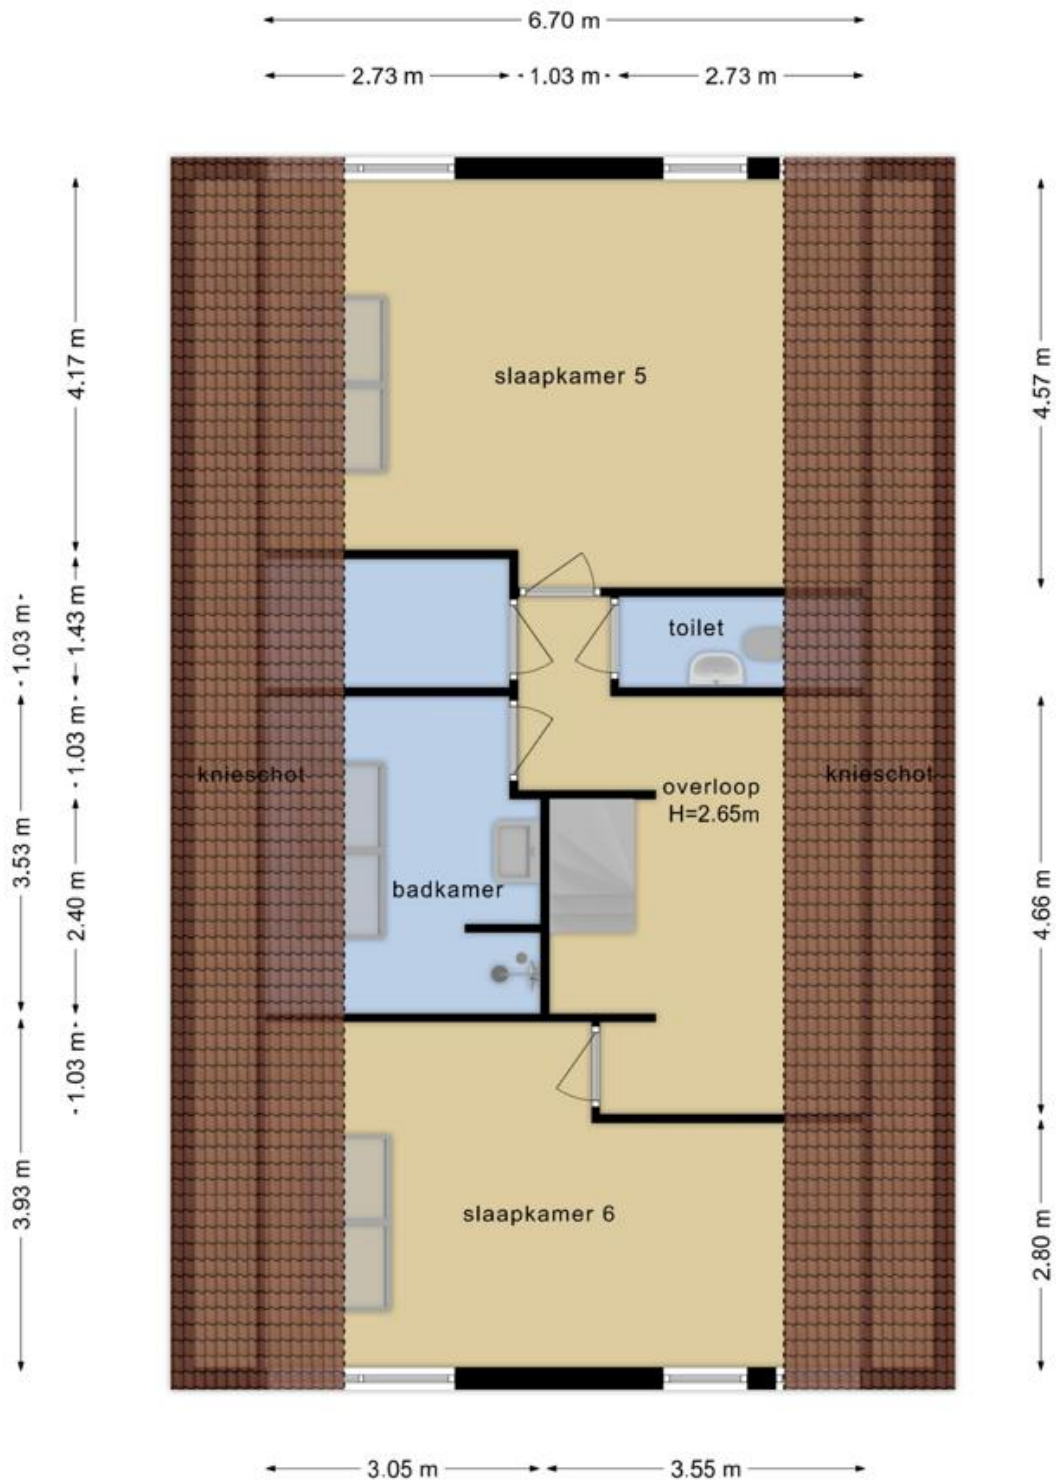 6.70 m
2.73 m
1.03 m
2.73 m
4.17 m
4.57 m
slaapkamer 5
1.03 m
1.43 m
toilet
1.03 m
knieschot
knieschot
overloop
H=2.65m
3.53 m
2.40 m
badkamer
4.66 m
1.03 m
3.93 m
slaapkamer 6
2.80 m
3.05 m
3.55 m